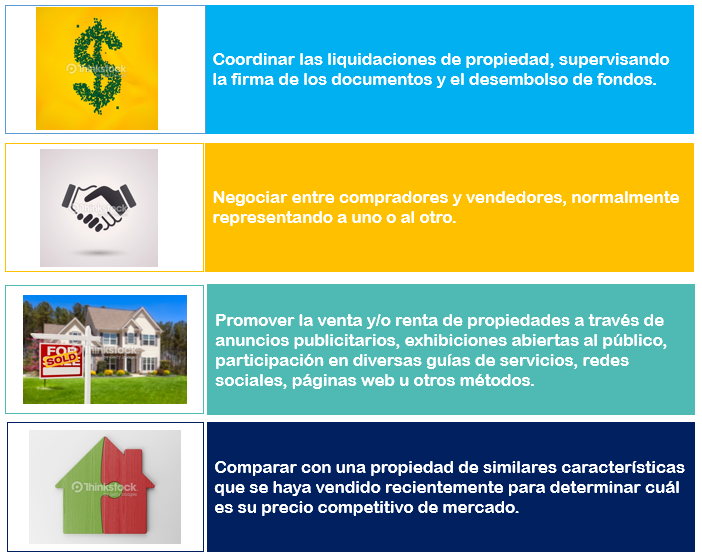 Thinkstock
Coordinar las liquidaciones de propiedad, supervisando
la firma de los documentos y el desembolso de fondos.
Negociar entre compradores y vendedores, normalmente
representando a uno o al otro.
FOR
SOLD
Thinkstock
Promover la venta y/o renta de propiedades a través de
anuncios publicitarios, exhibiciones abiertas al público,
participación en diversas guías de servicios, redes
sociales, páginas web u otros métodos.
Thinkstock
Comparar con una propiedad de similares características
que se haya vendido recientemente para determinar cuál
es su precio competitivo de mercado.